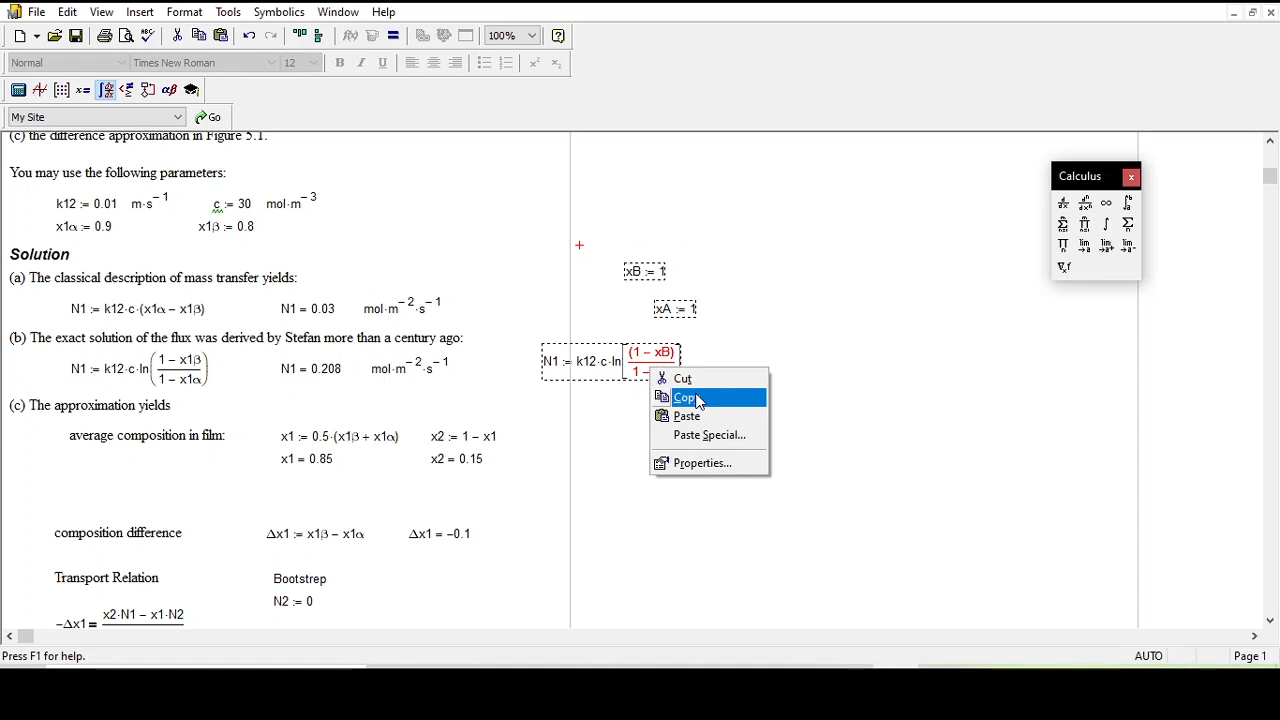 File Edit View Insert Format Tools Symbols Window Help
100%
Normal Times New Roman 12 B I U
My Site Go
(c) the difference approximation in Figure 5.1.
You may use the following parameters:
k12 := 0.01 m·s⁻¹ c := 30 mol·m⁻³
x1α := 0.9 x1β := 0.8
Solution
(a) The classical description of mass transfer yields:
N1 := k12·c·(x1α − x1β) N1 = 0.03 mol·m⁻²·s⁻¹
(b) The exact solution of the flux was derived by Stefan more than a century ago:
N1 := k12·c·ln((1 − x1β)/(1 − x1α)) N1 = 0.208 mol·m⁻²·s⁻¹
(c) The approximation yields
average composition in film: x1 := 0.5·(x1β + x1α) x2 := 1 − x1
x1 = 0.85 x2 = 0.15
composition difference Δx1 := x1β − x1α Δx1 = −0.1
Transport Relation Bootstrep
N2 := 0
−Δx1 = x2·N1 − x1·N2
xB := 1
xA := 1
N1 := k12·c·ln (1 − xB)
1 −
Cut
Copy
Paste
Paste Special...
Properties...
Calculus
Press F1 for help. AUTO Page 1